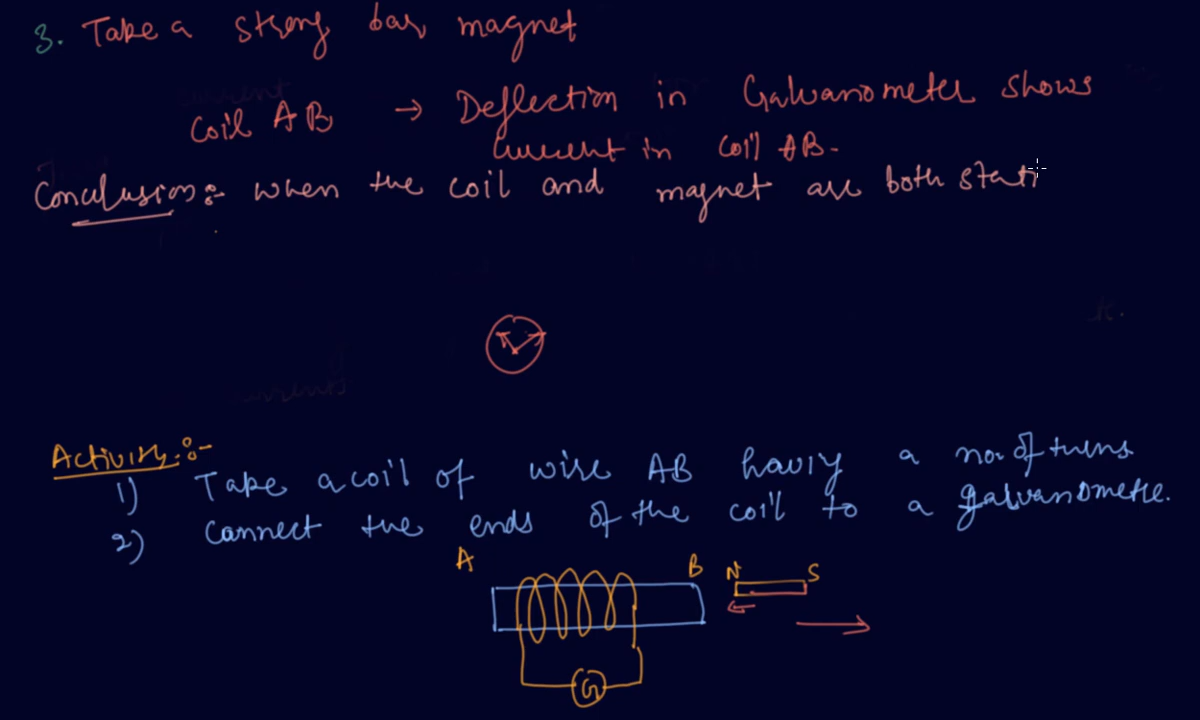 3. Take a strong bar magnet
coil AB → Deflection in Galvanometer shows
current in coil AB.
Conclusion:- when the coil and magnet are both stati
Activity:-
1) Take a coil of wire AB having a no. of turns
2) Connect the ends of the coil to a galvanometre.
A B N S
G